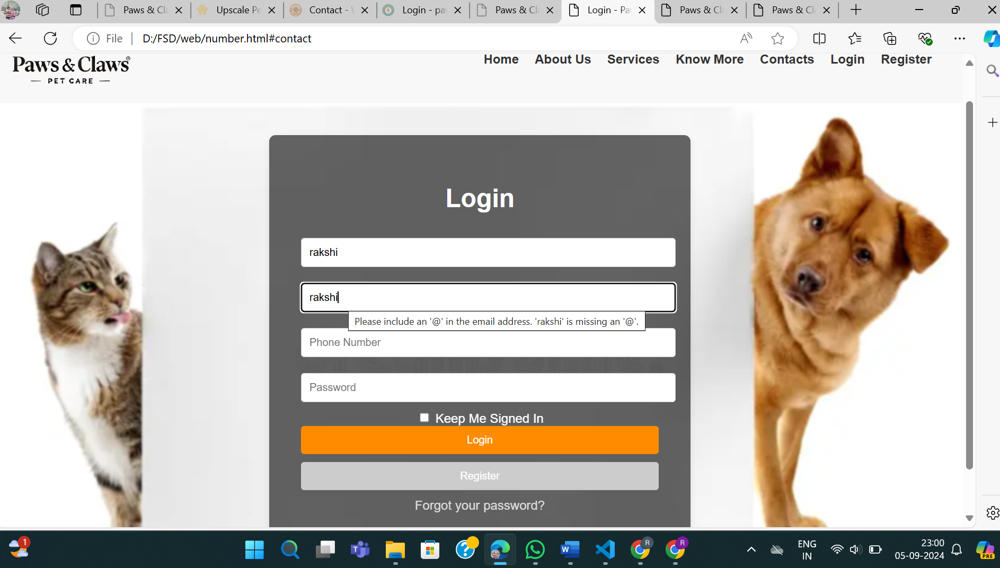 Paws & Cl
Upscale Pe
Contact -
Login - pa
Paws & Cl
Login - Pa
Paws & Cl
Paws & Cl
File
D:/FSD/web/number.html#contact
Paws & Claws®
PET CARE
Home
About Us
Services
Know More
Contacts
Login
Register
Login
rakshi
rakshi
Please include an '@' in the email address. 'rakshi' is missing an '@'.
Phone Number
Password
Keep Me Signed In
Login
Register
Forgot your password?
1
T
W
R
R
ENG
IN
23:00
05-09-2024
PRE